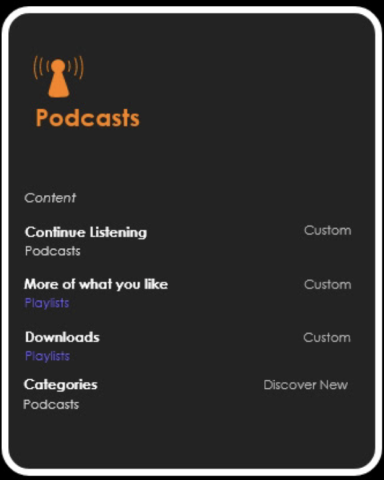 Podcasts
Content
Continue Listening Custom
Podcasts
More of what you like Custom
Playlists
Downloads Custom
Playlists
Categories Discover New
Podcasts